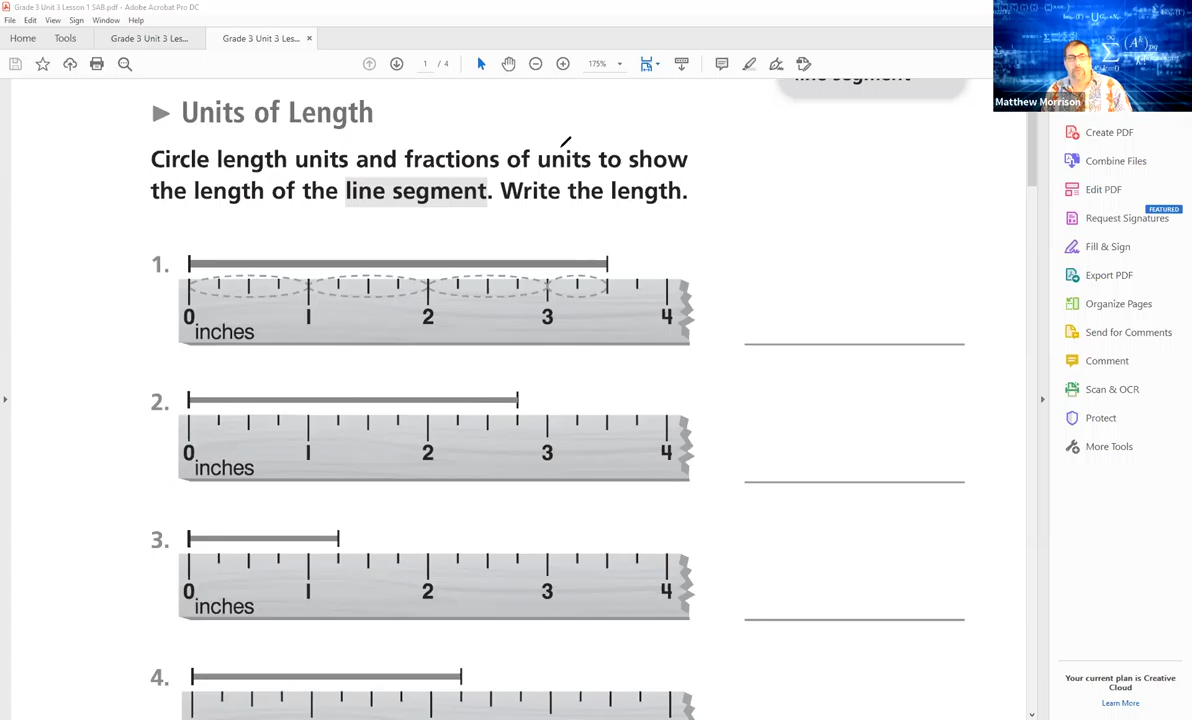 Grade 3 Unit 3 Lesson 1 SAB.pdf - Adobe Acrobat Pro DC
File Edit View Sign Window Help
Home Tools Grade 3 Unit 3 Les... Grade 3 Unit 3 Les... ×
1 / 4 175%
line segment
Matthew Morrison
► Units of Length
Circle length units and fractions of units to show
the length of the line segment. Write the length.
1.
0 1 2 3 4
inches
2.
0 1 2 3 4
inches
3.
0 1 2 3 4
inches
4.
Create PDF
Combine Files
Edit PDF
FEATURED
Request Signatures
Fill & Sign
Export PDF
Organize Pages
Send for Comments
Comment
Scan & OCR
Protect
More Tools
Your current plan is Creative
Cloud
Learn More